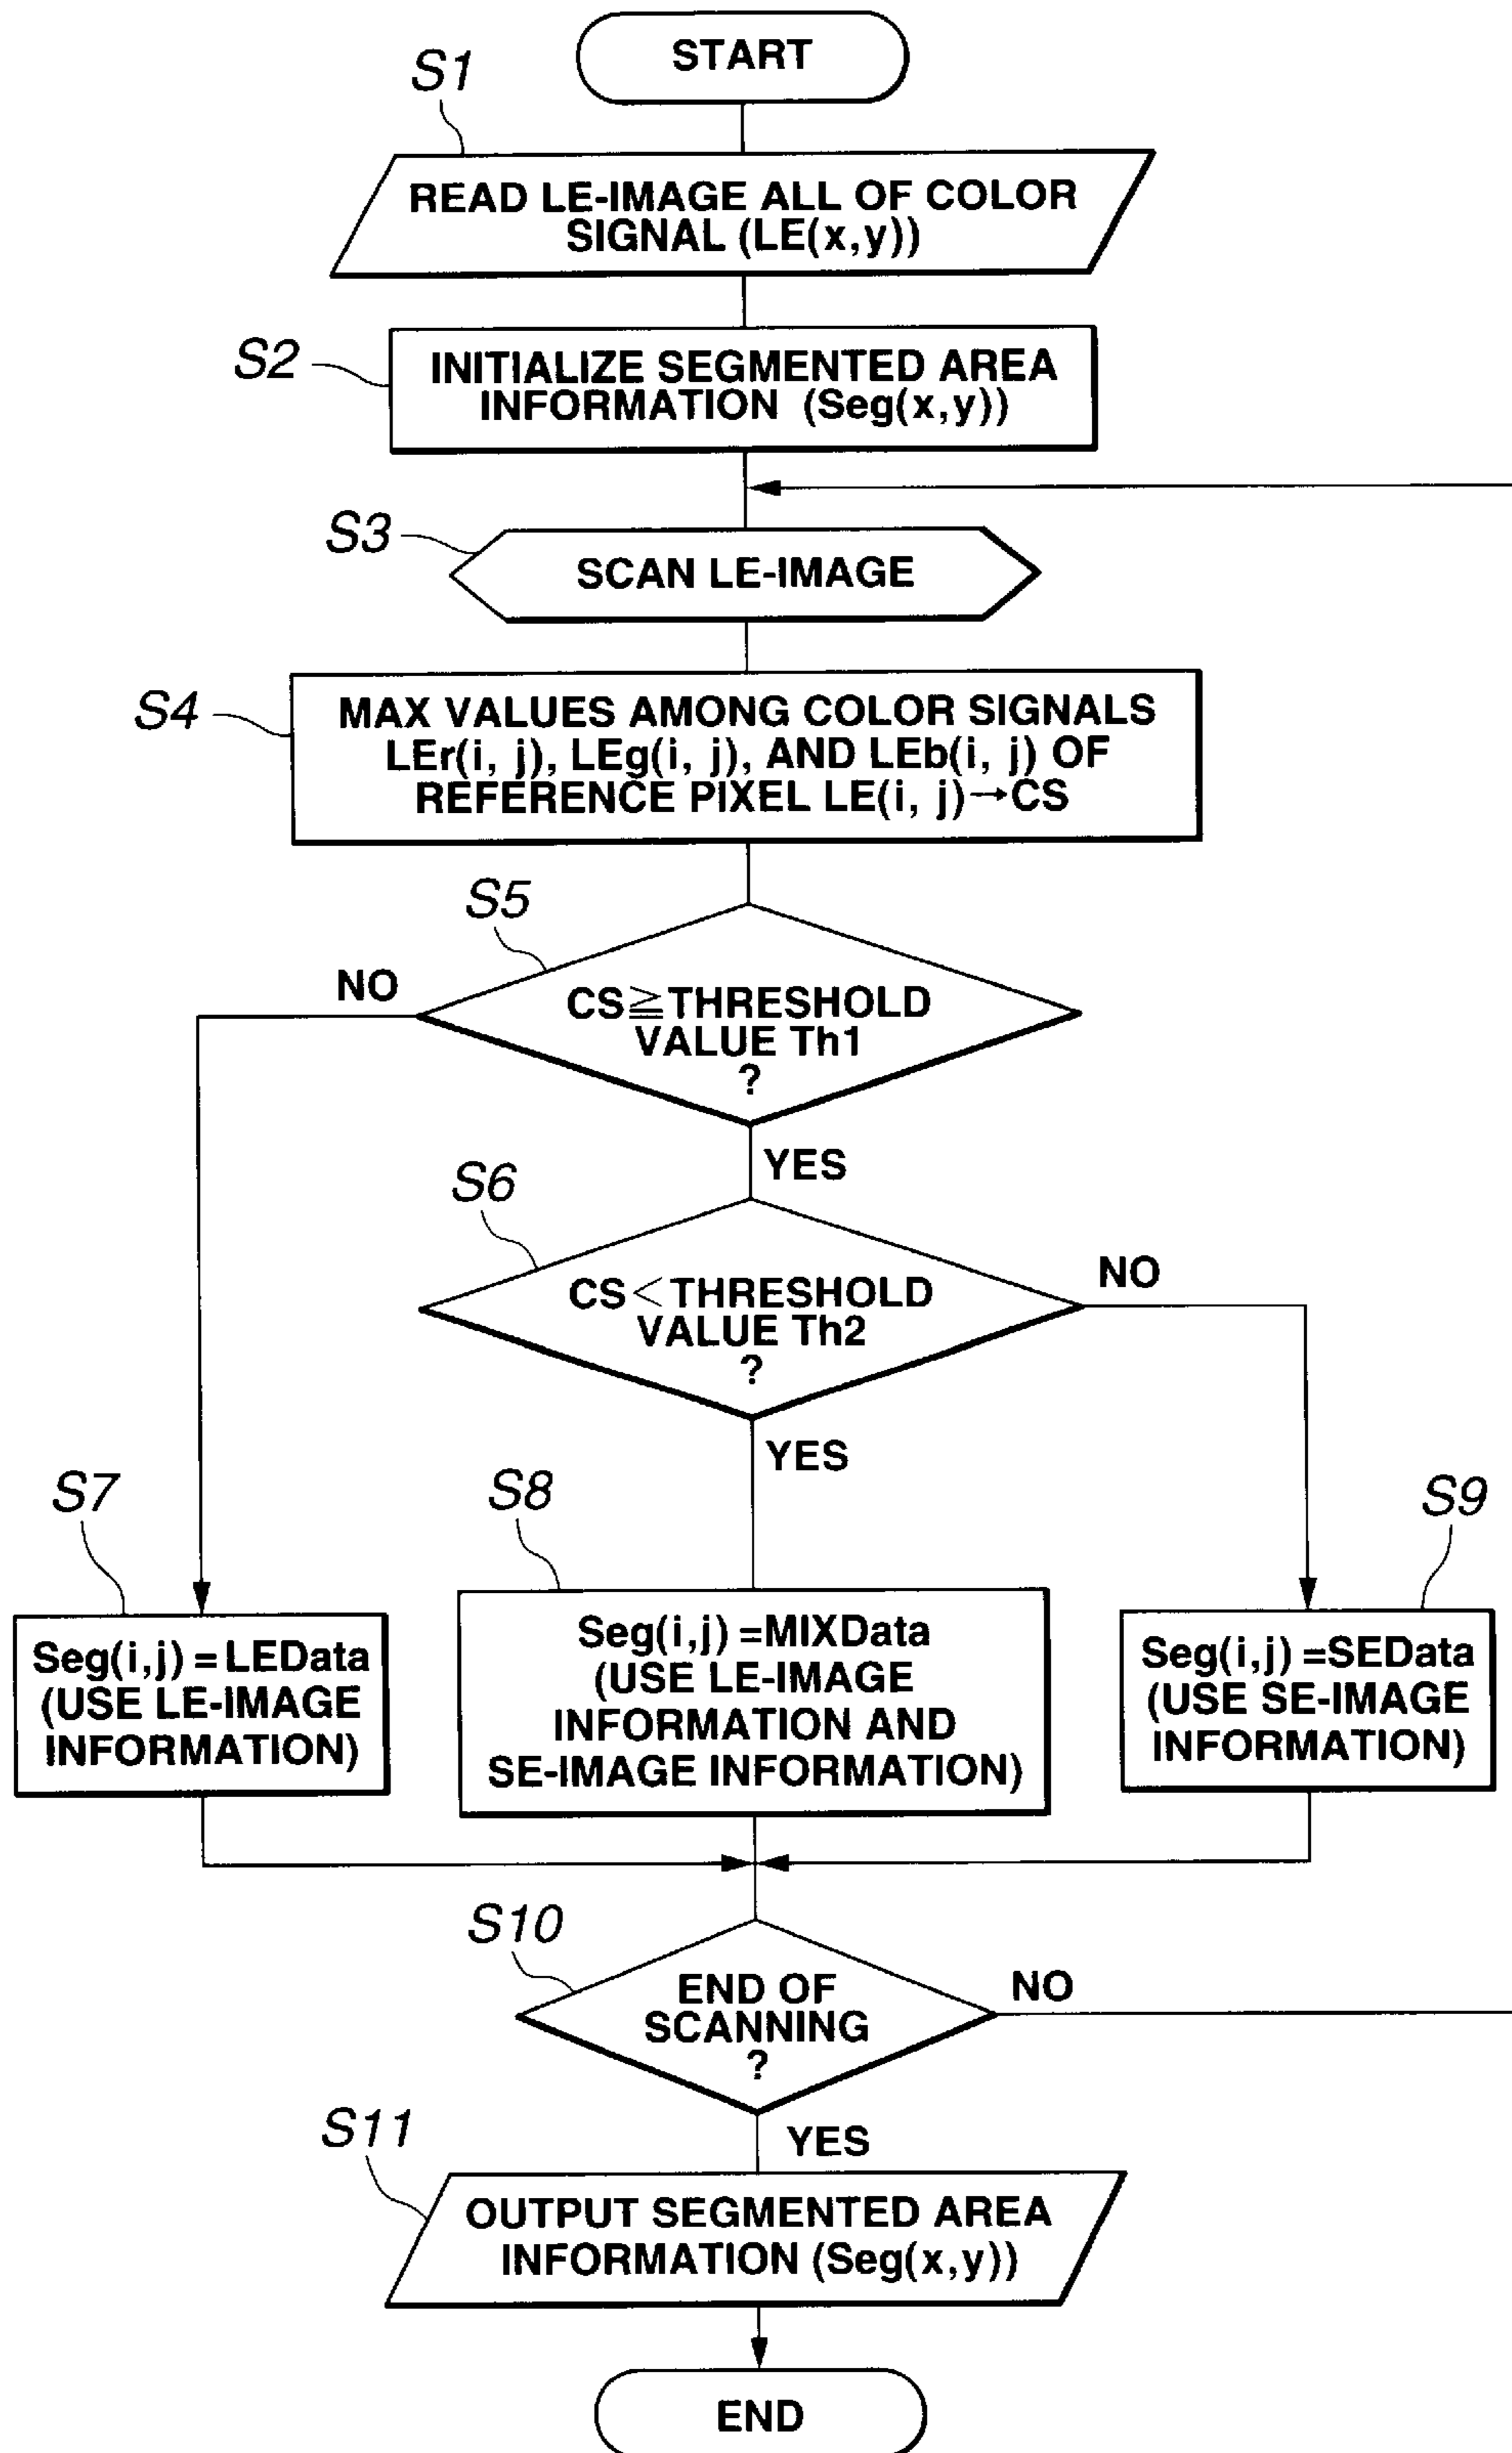 START
S1
READ LE-IMAGE ALL OF COLOR
SIGNAL (LE(x,y))
S2
INITIALIZE SEGMENTED AREA
INFORMATION (Seg(x,y))
S3
SCAN LE-IMAGE
S4
MAX VALUES AMONG COLOR SIGNALS
LEr(i, j), LEg(i, j), AND LEb(i, j) OF
REFERENCE PIXEL LE(i, j)→CS
S5
NO
CS≧THRESHOLD
VALUE Th1
?
YES
S6
NO
CS<THRESHOLD
VALUE Th2
?
YES
S7
Seg(i,j) = LEData
(USE LE-IMAGE
INFORMATION)
S8
Seg(i,j) =MIXData
(USE LE-IMAGE
INFORMATION AND
SE-IMAGE INFORMATION)
S9
Seg(i,j) =SEData
(USE SE-IMAGE
INFORMATION)
S10
END OF
SCANNING
?
NO
YES
S11
OUTPUT SEGMENTED AREA
INFORMATION (Seg(x,y))
END